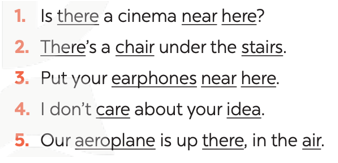 1. Is there a cinema near here?
2. There's a chair under the stairs.
3. Put your earphones near here.
4. I don't care about your idea.
5. Our aeroplane is up there, in the air.